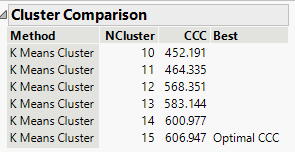 Cluster Comparison
Method NCluster CCC Best
K Means Cluster 10 452.191
K Means Cluster 11 464.335
K Means Cluster 12 568.351
K Means Cluster 13 583.144
K Means Cluster 14 600.977
K Means Cluster 15 606.947 Optimal CCC